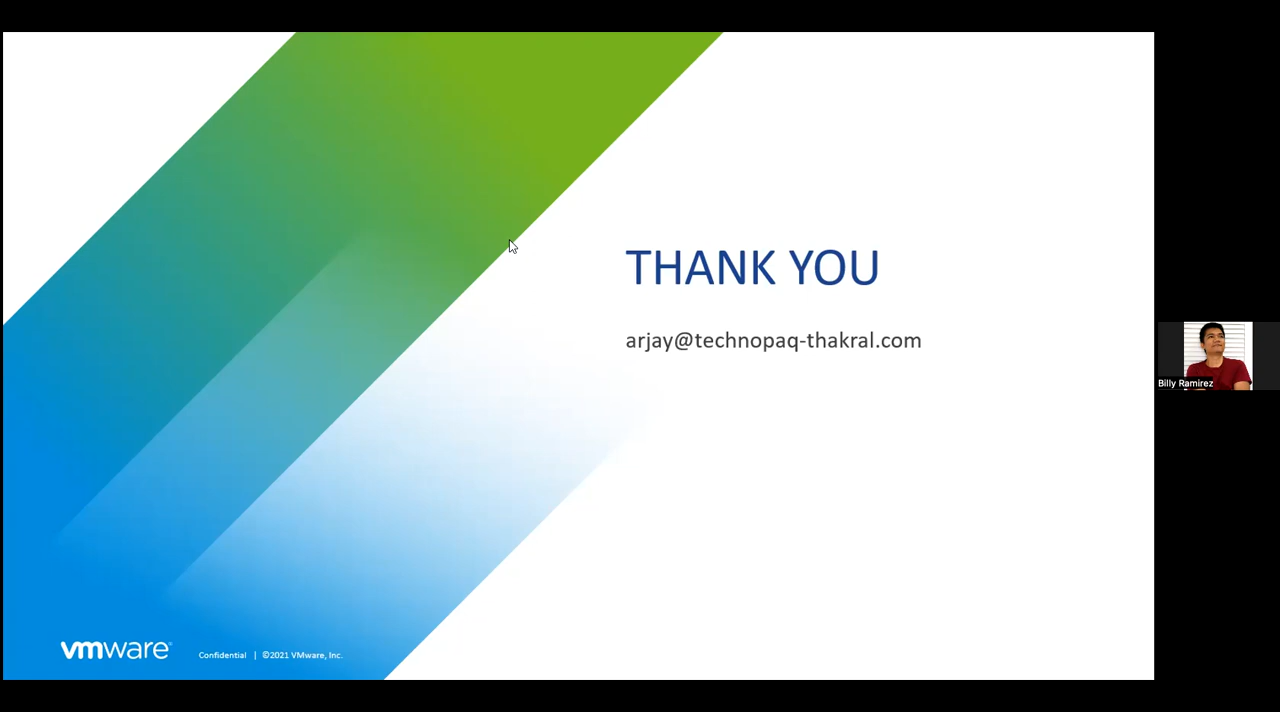 THANK YOU
arjay@technopaq-thakral.com
Billy Ramirez
vmware®
Confidential | ©2021 VMware, Inc.